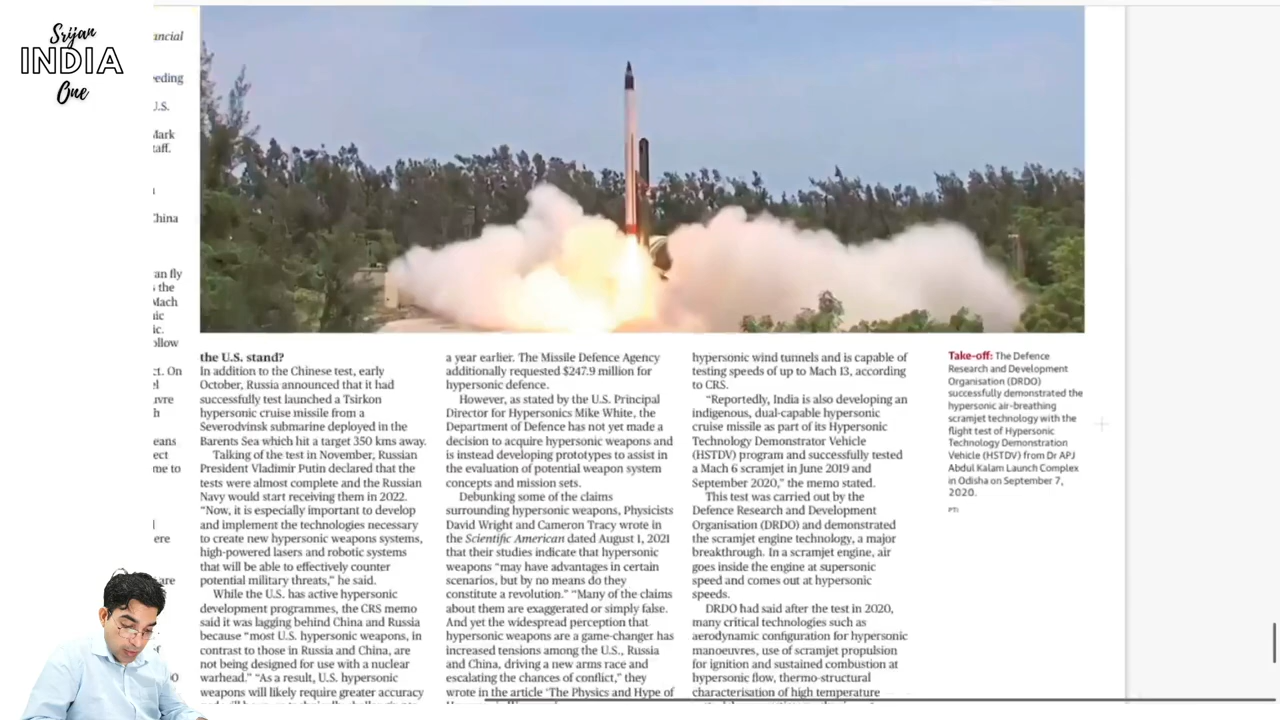 Srijan
INDIA
One
ancial
eeding
U.S.
Mark
taff.
China
an fly
s the
Mach
ic.
ollow
ct. On
el
uvre
h
eans
ect
me to
ere
are
the U.S. stand?
In addition to the Chinese test, early
October, Russia announced that it had
successfully test launched a Tsirkon
hypersonic cruise missile from a
Severodvinsk submarine deployed in the
Barents Sea which hit a target 350 kms away.
Talking of the test in November, Russian
President Vladimir Putin declared that the
tests were almost complete and the Russian
Navy would start receiving them in 2022.
“Now, it is especially important to develop
and implement the technologies necessary
to create new hypersonic weapons systems,
high-powered lasers and robotic systems
that will be able to effectively counter
potential military threats,” he said.
While the U.S. has active hypersonic
development programmes, the CRS memo
said it was lagging behind China and Russia
because “most U.S. hypersonic weapons, in
contrast to those in Russia and China, are
not being designed for use with a nuclear
warhead.” “As a result, U.S. hypersonic
weapons will likely require greater accuracy
a year earlier. The Missile Defence Agency
additionally requested $247.9 million for
hypersonic defence.
However, as stated by the U.S. Principal
Director for Hypersonics Mike White, the
Department of Defence has not yet made a
decision to acquire hypersonic weapons and
is instead developing prototypes to assist in
the evaluation of potential weapon system
concepts and mission sets.
Debunking some of the claims
surrounding hypersonic weapons, Physicists
David Wright and Cameron Tracy wrote in
the Scientific American dated August 1, 2021
that their studies indicate that hypersonic
weapons “may have advantages in certain
scenarios, but by no means do they
constitute a revolution.” “Many of the claims
about them are exaggerated or simply false.
And yet the widespread perception that
hypersonic weapons are a game-changer has
increased tensions among the U.S., Russia
and China, driving a new arms race and
escalating the chances of conflict,” they
wrote in the article ‘The Physics and Hype of
hypersonic wind tunnels and is capable of
testing speeds of up to Mach 13, according
to CRS.
“Reportedly, India is also developing an
indigenous, dual-capable hypersonic
cruise missile as part of its Hypersonic
Technology Demonstrator Vehicle
(HSTDV) program and successfully tested
a Mach 6 scramjet in June 2019 and
September 2020,” the memo stated.
This test was carried out by the
Defence Research and Development
Organisation (DRDO) and demonstrated
the scramjet engine technology, a major
breakthrough. In a scramjet engine, air
goes inside the engine at supersonic
speed and comes out at hypersonic
speeds.
DRDO had said after the test in 2020,
many critical technologies such as
aerodynamic configuration for hypersonic
manoeuvres, use of scramjet propulsion
for ignition and sustained combustion at
hypersonic flow, thermo-structural
characterisation of high temperature
Take-off: The Defence
Research and Development
Organisation (DRDO)
successfully demonstrated the
hypersonic air-breathing
scramjet technology with the
flight test of Hypersonic
Technology Demonstration
Vehicle (HSTDV) from Dr APJ
Abdul Kalam Launch Complex
in Odisha on September 7,
2020.
PTI